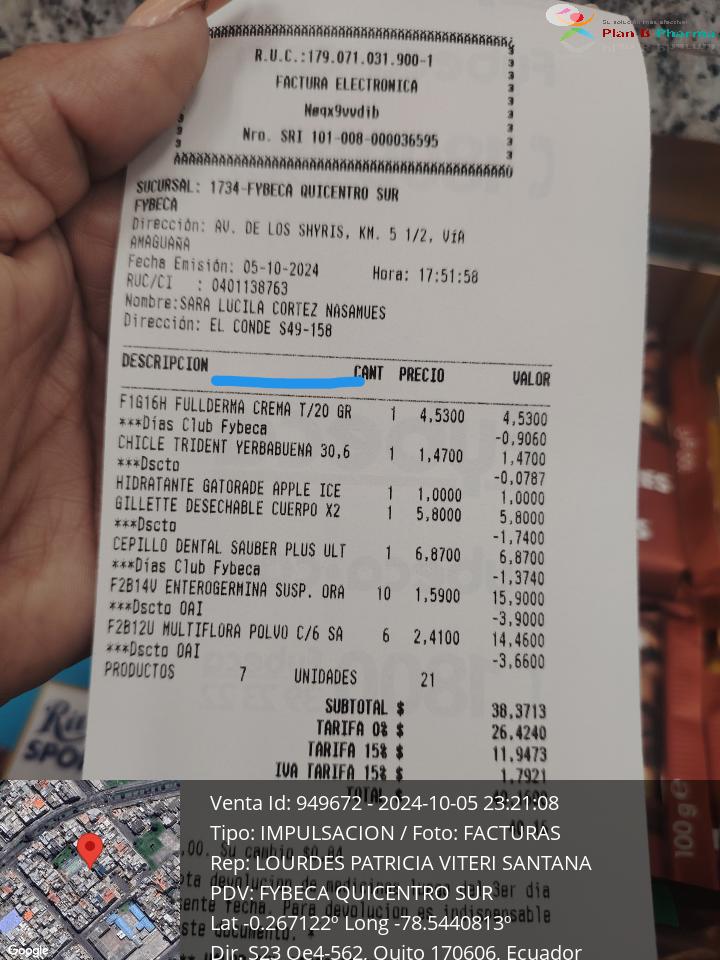 Su solución más efectiva!
Plan B Pharma
R.U.C.:179.071.031.900-1
FACTURA ELECTRONICA
Nro. SRI 101-008-000036595
SUCURSAL: 1734-FYBECA QUICENTRO SUR
FYBECA
Dirección: AV. DE LOS SHYRIS, KM. 5 1/2, VíA
AMAGUAÑA
Fecha Emisión: 05-10-2024 Hora: 17:51:58
RUC/CI : 0401138763
Nombre:SARA LUCILA CORTEZ NASAMUES
Dirección: EL CONDE S49-158
DESCRIPCION CANT PRECIO VALOR
F1G16H FULLDERMA CREMA T/20 GR 1 4,5300 4,5300
***Días Club Fybeca -0,9060
CHICLE TRIDENT YERBABUENA 30,6 1 1,4700 1,4700
***Dscto -0,0787
HIDRATANTE GATORADE APPLE ICE 1 1,0000 1,0000
GILLETTE DESECHABLE CUERPO X2 1 5,8000 5,8000
***Dscto -1,7400
CEPILLO DENTAL SAUBER PLUS ULT 1 6,8700 6,8700
***Días Club Fybeca -1,3740
F2B14V ENTEROGERMINA SUSP. ORA 10 1,5900 15,9000
***Dscto OAI -3,9000
F2B12U MULTIFLORA POLVO C/6 SA 6 2,4100 14,4600
***Dscto OAI -3,6600
PRODUCTOS 7 UNIDADES 21
SUBTOTAL $ 38,3713
TARIFA 0% $ 26,4240
TARIFA 15% $ 11,9473
IVA TARIFA 15% $ 1,7921
TOTAL $
Venta Id: 949672 - 2024-10-05 23:21:08
Tipo: IMPULSACION / Foto: FACTURAS
Rep: LOURDES PATRICIA VITERI SANTANA
PDV: FYBECA QUICENTRO SUR
Lat -0.267122° Long -78.5440813°
Dir. S23 Oe4-562, Quito 170606, Ecuador
Google
100 g e